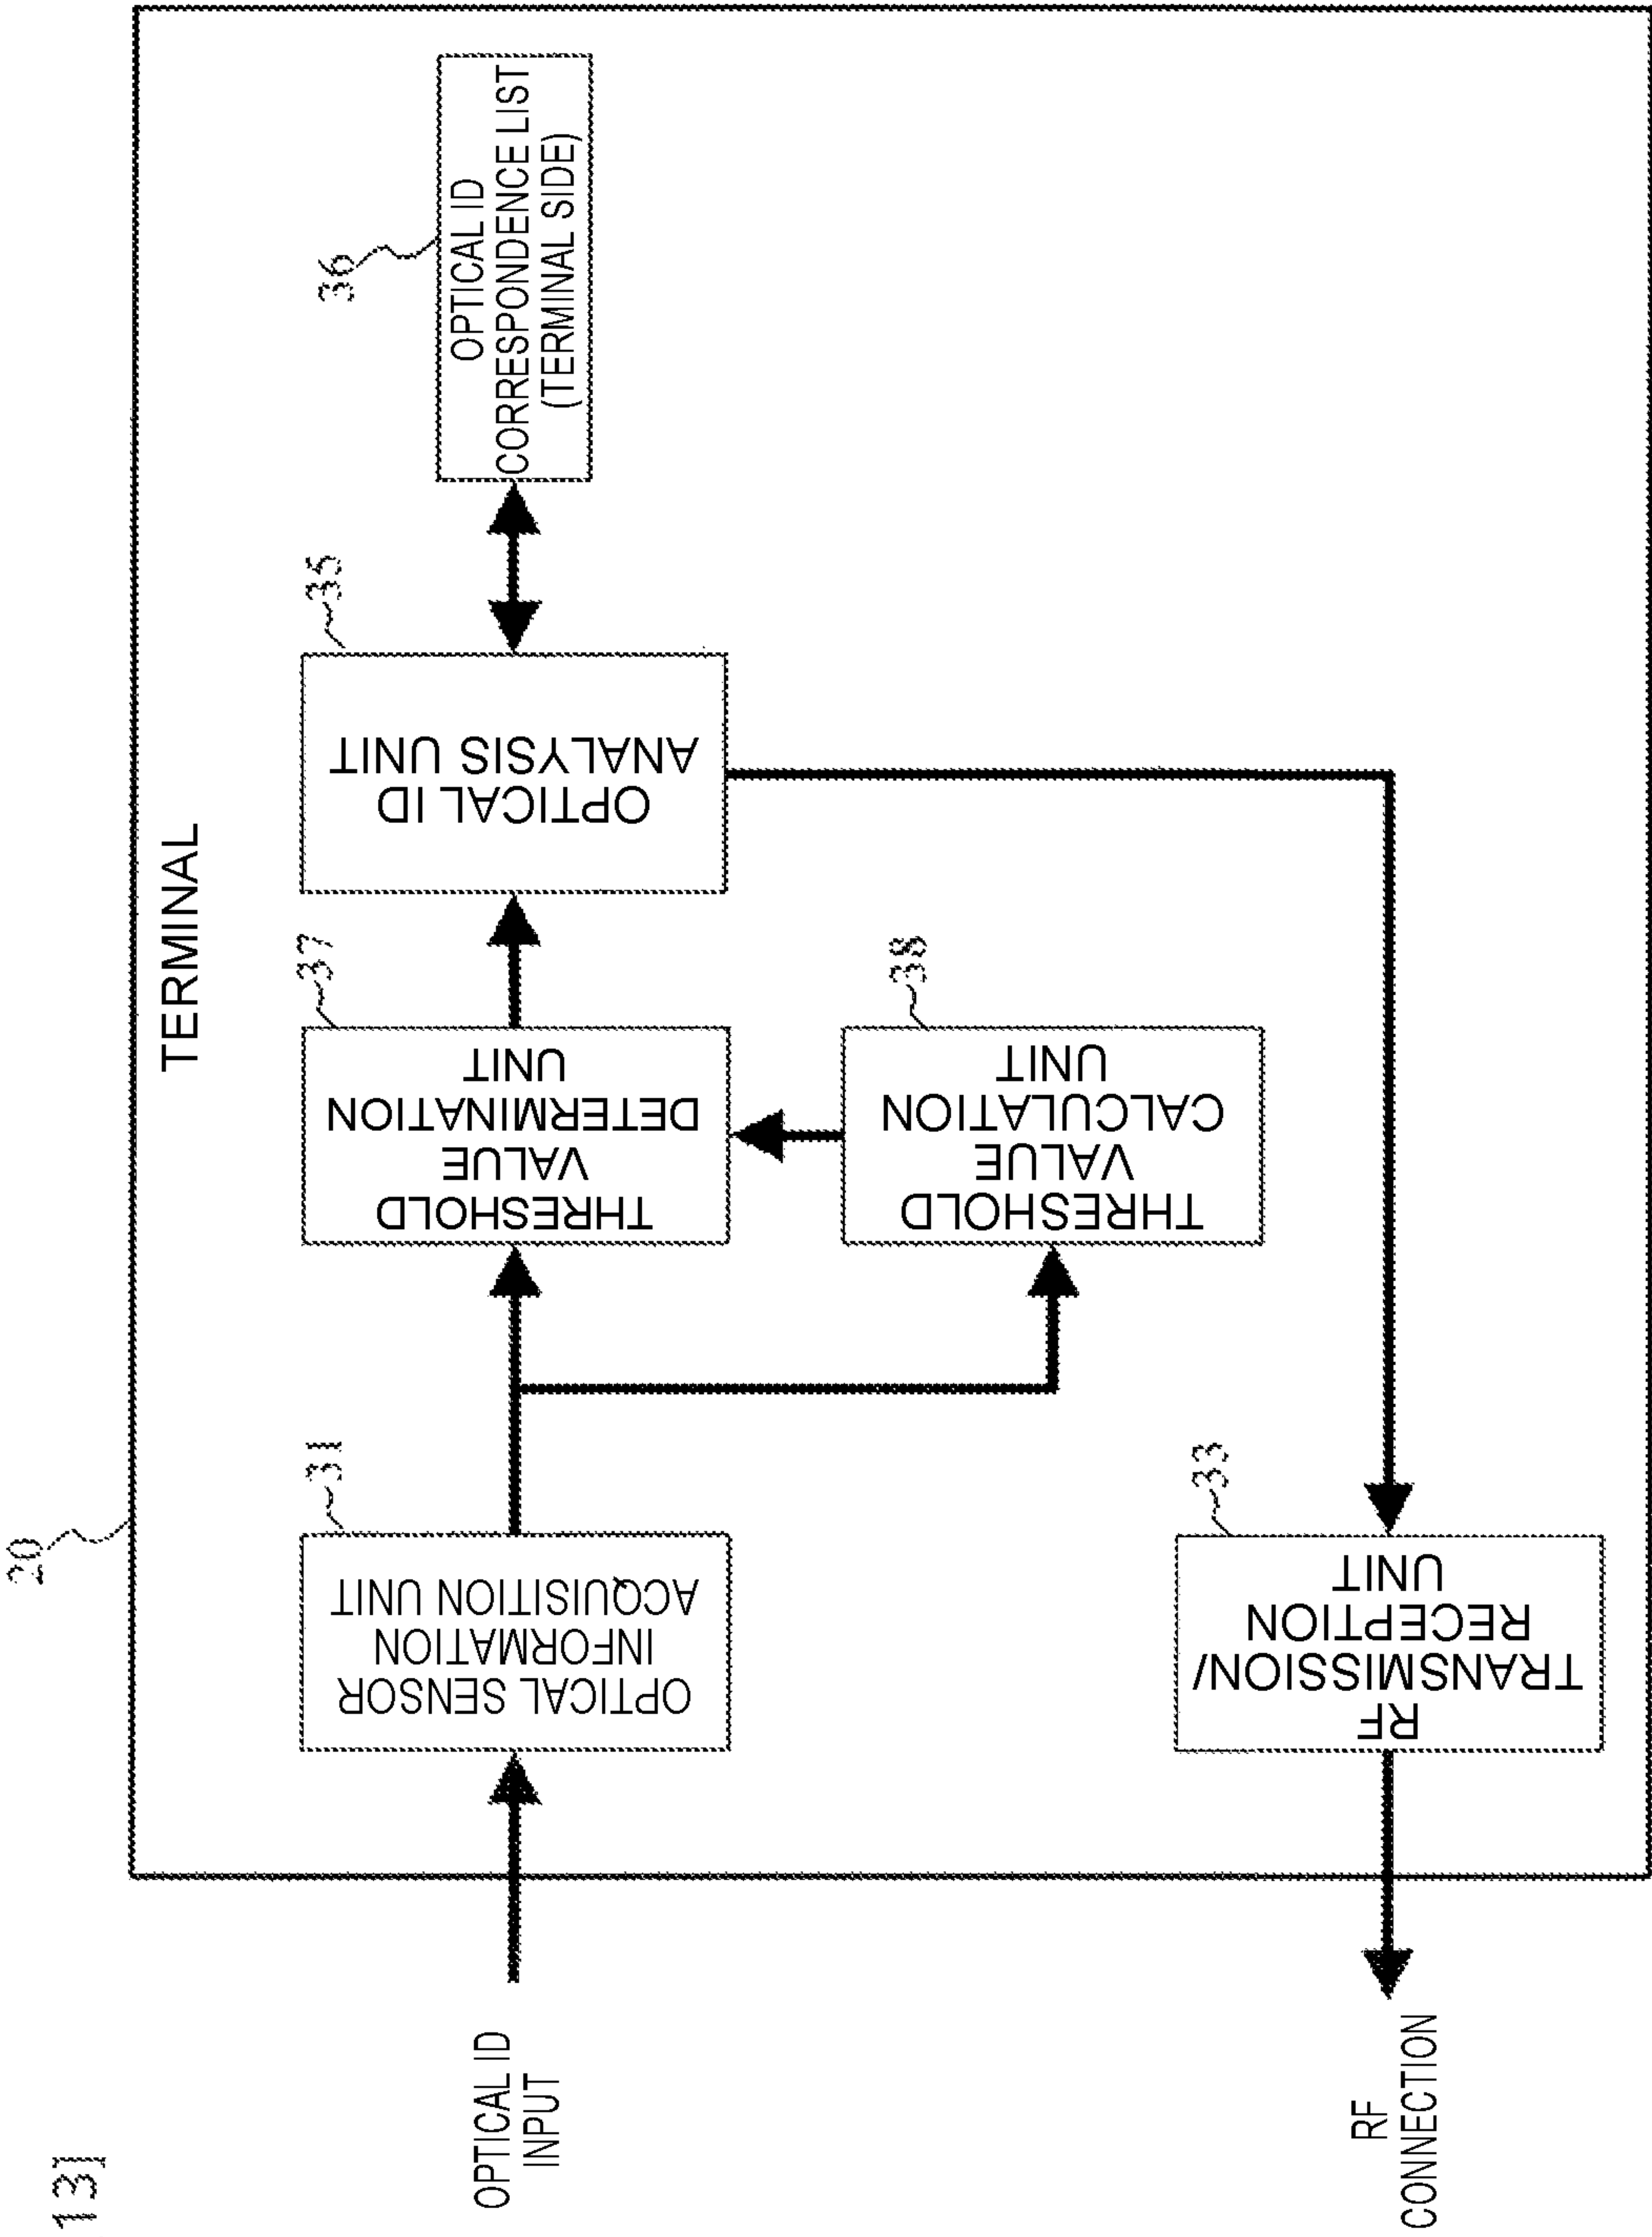 13]
20
TERMINAL
OPTICAL ID
INPUT
31
OPTICAL SENSOR
INFORMATION
ACQUISITION UNIT
37
THRESHOLD
VALUE
DETERMINATION
UNIT
35
OPTICAL ID
ANALYSIS UNIT
36
OPTICAL ID
CORRESPONDENCE LIST
(TERMINAL SIDE)
38
THRESHOLD
VALUE
CALCULATION
UNIT
33
RF
TRANSMISSION/
RECEPTION
UNIT
RF
CONNECTION